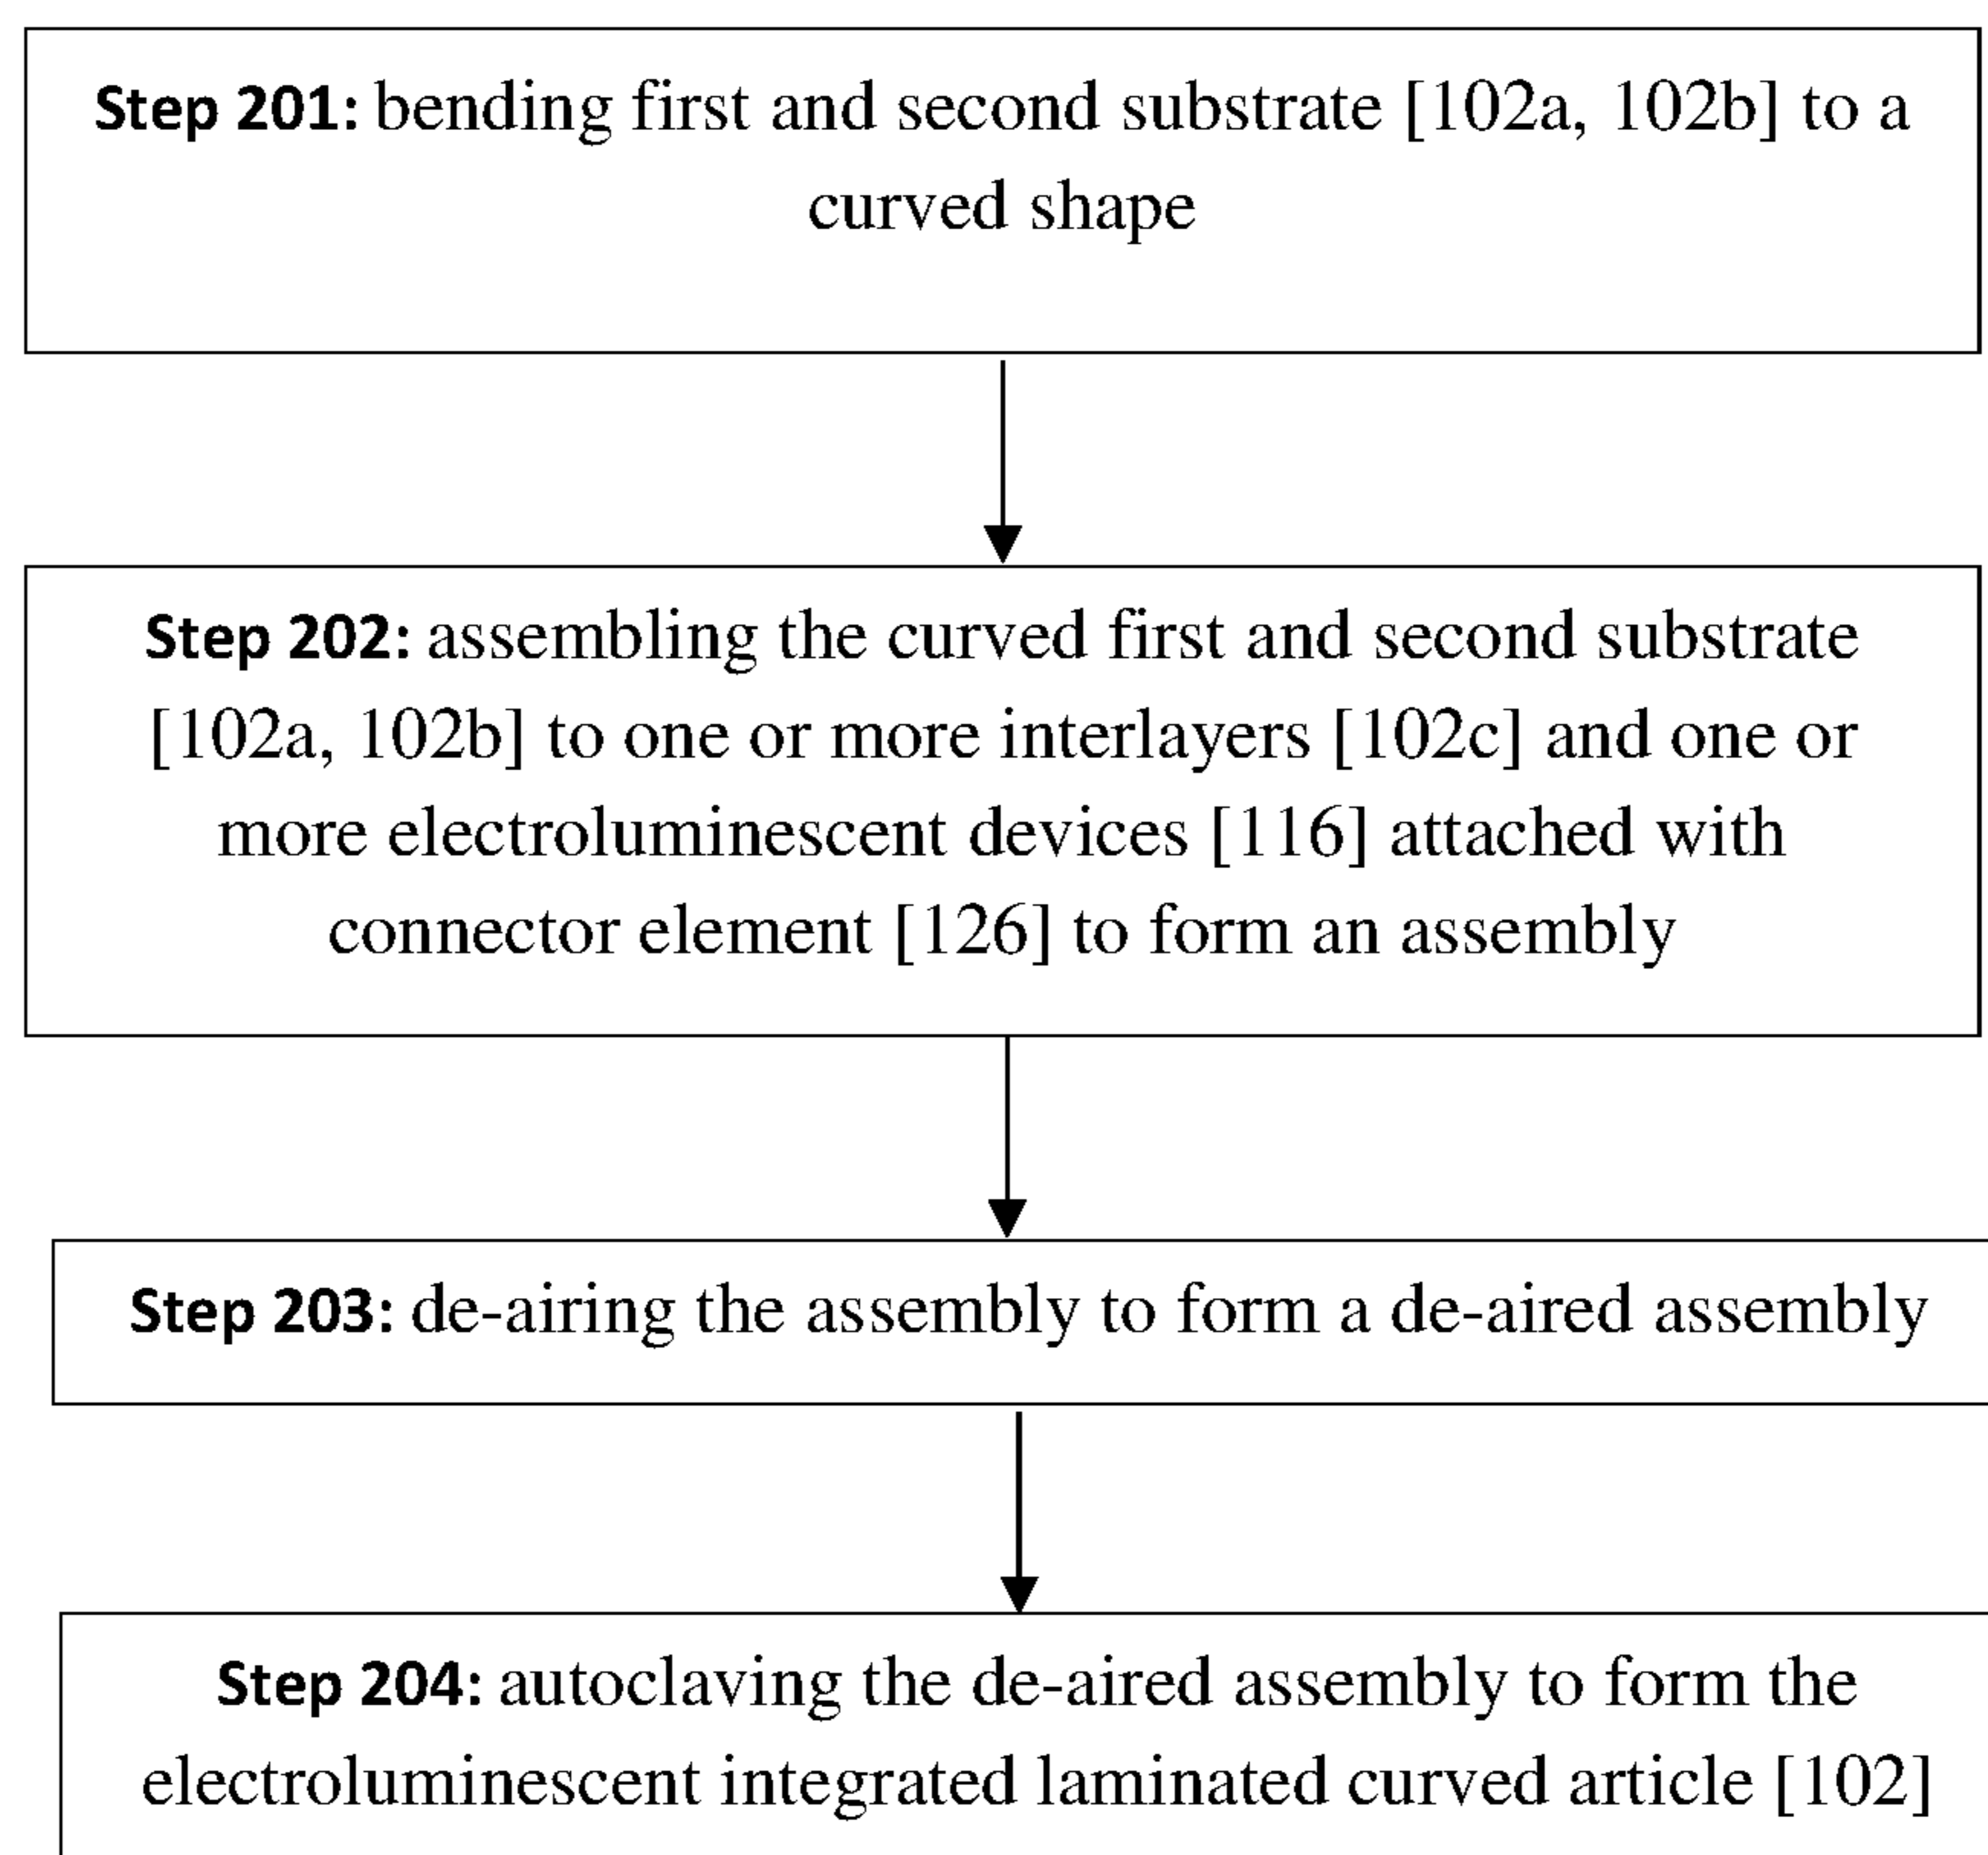 Step 201: bending first and second substrate [102a, 102b] to a
curved shape
Step 202: assembling the curved first and second substrate
[102a, 102b] to one or more interlayers [102c] and one or
more electroluminescent devices [116] attached with
connector element [126] to form an assembly
Step 203: de-airing the assembly to form a de-aired assembly
Step 204: autoclaving the de-aired assembly to form the
electroluminescent integrated laminated curved article [102]